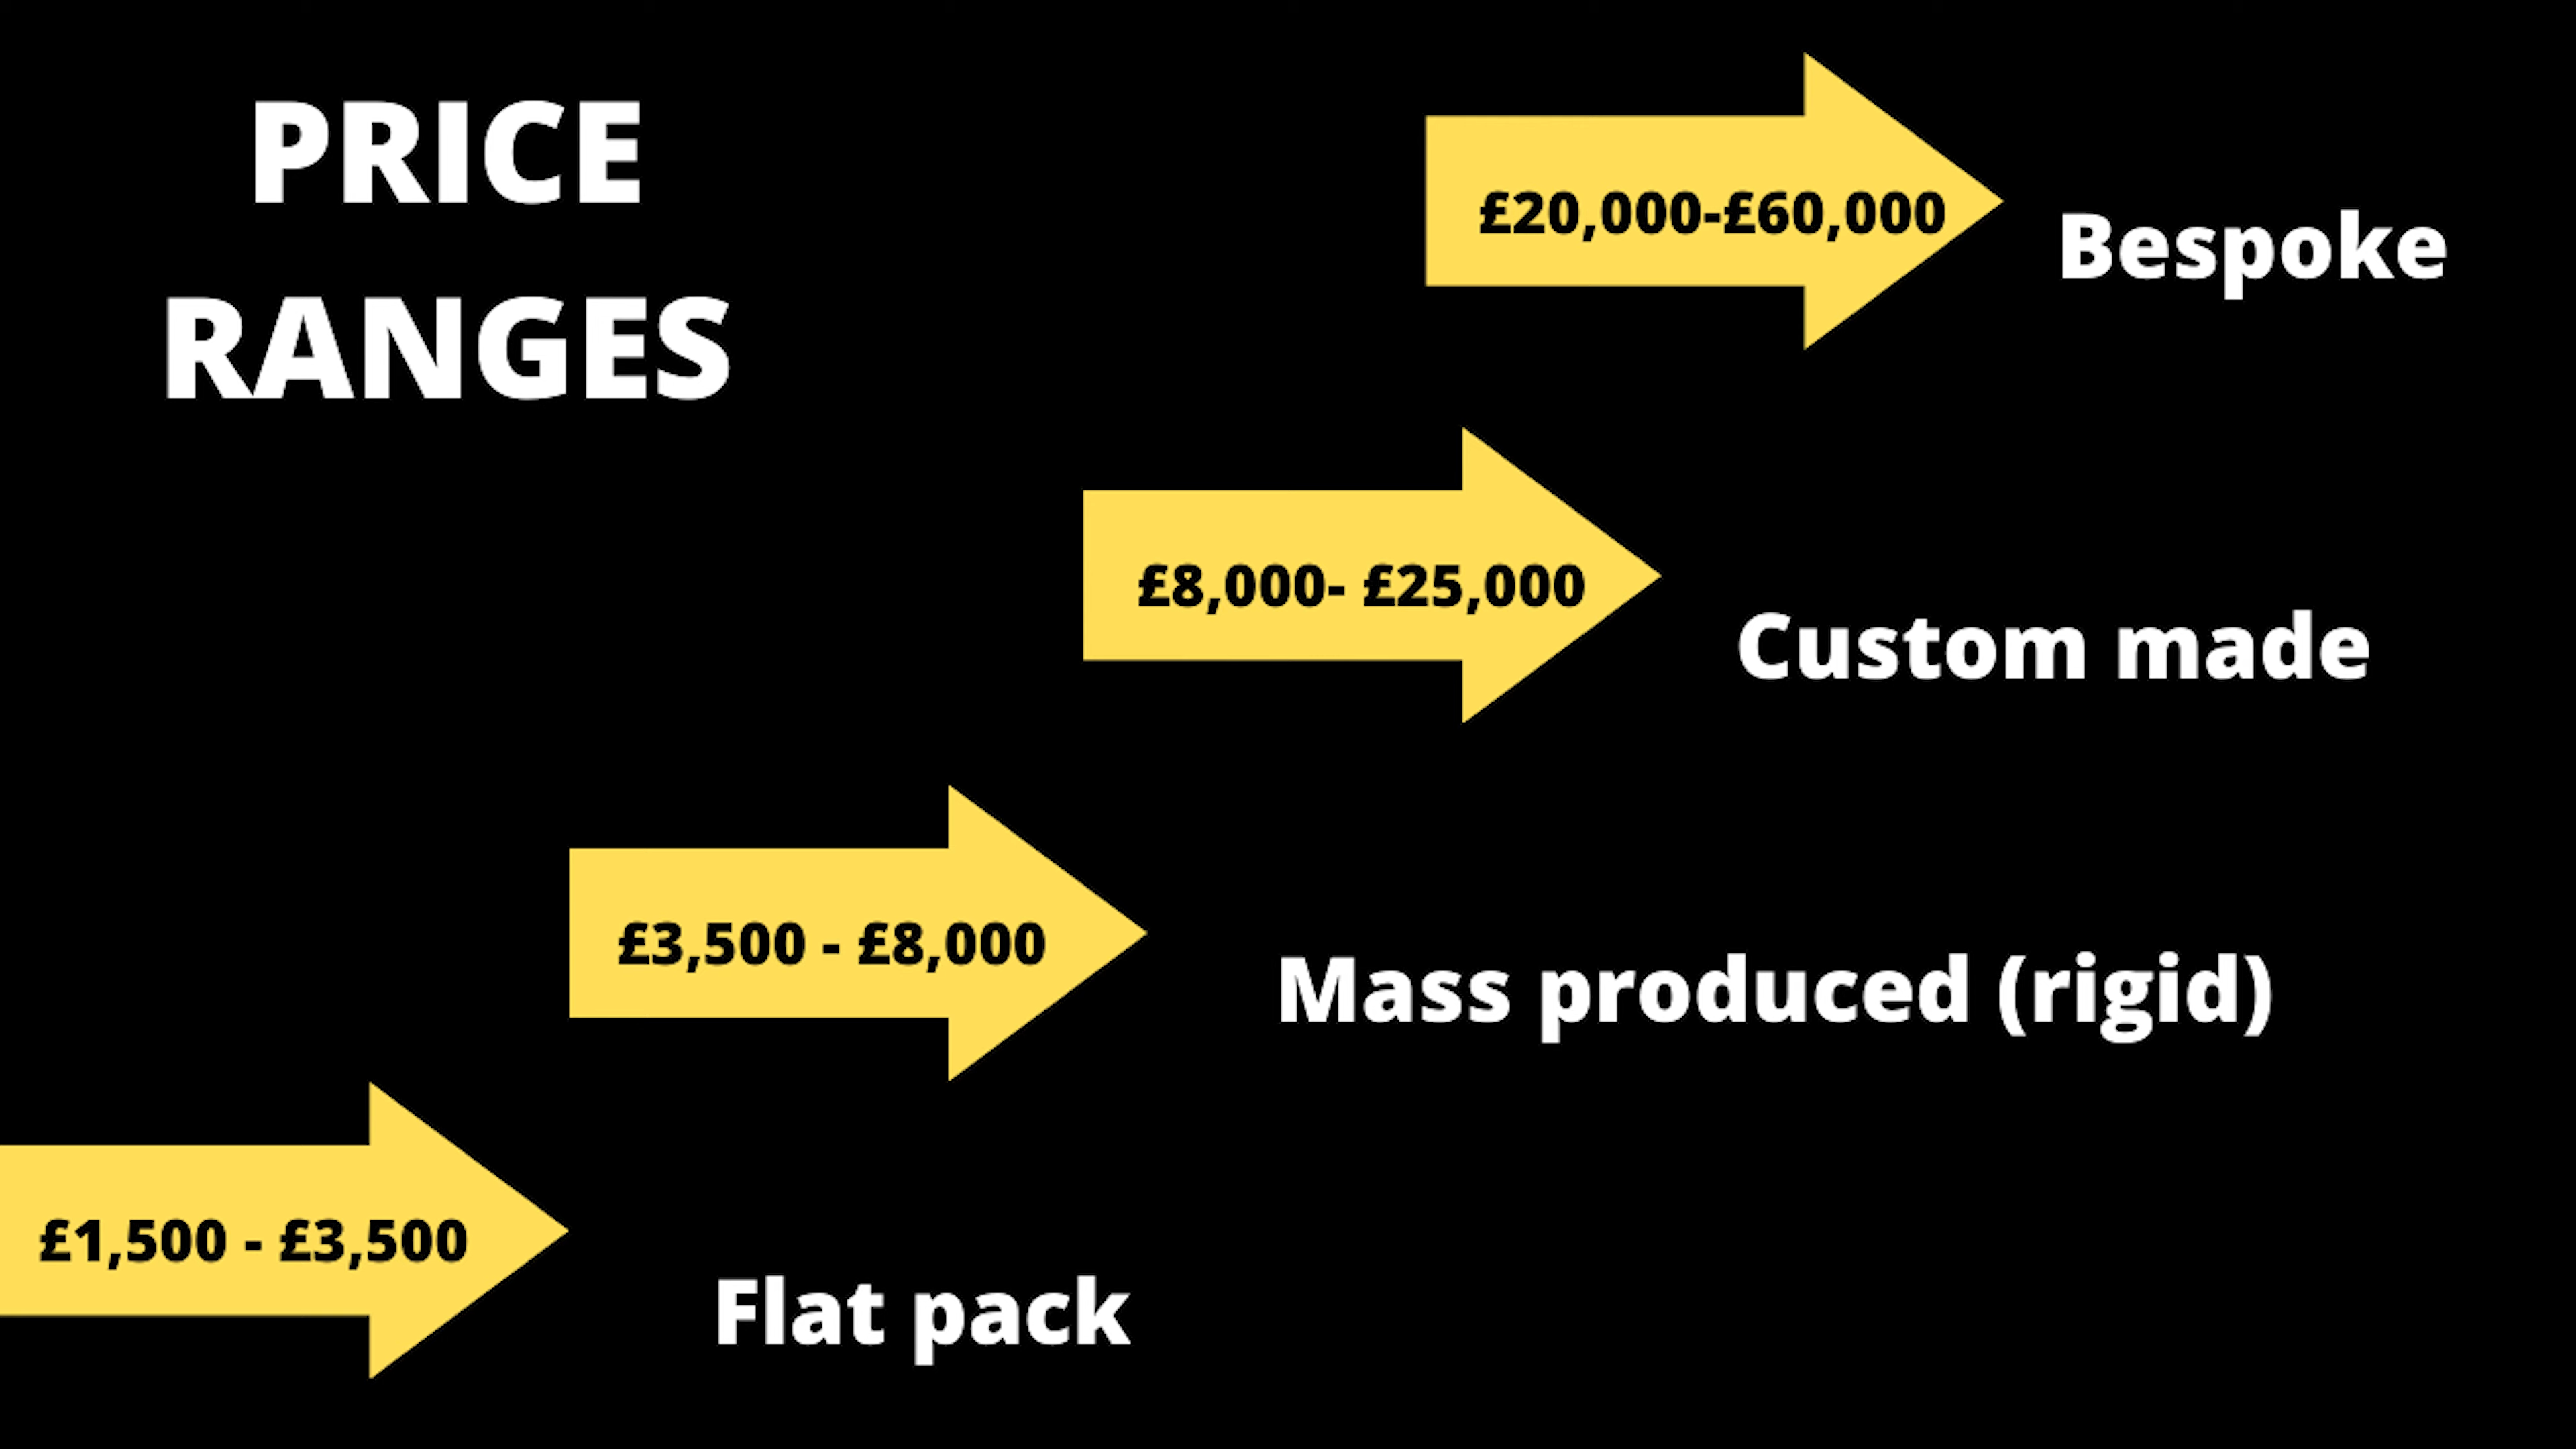 PRICE
RANGES
£20,000-£60,000
Bespoke
£8,000- £25,000
Custom made
£3,500 - £8,000
Mass produced (rigid)
£1,500 - £3,500
Flat pack